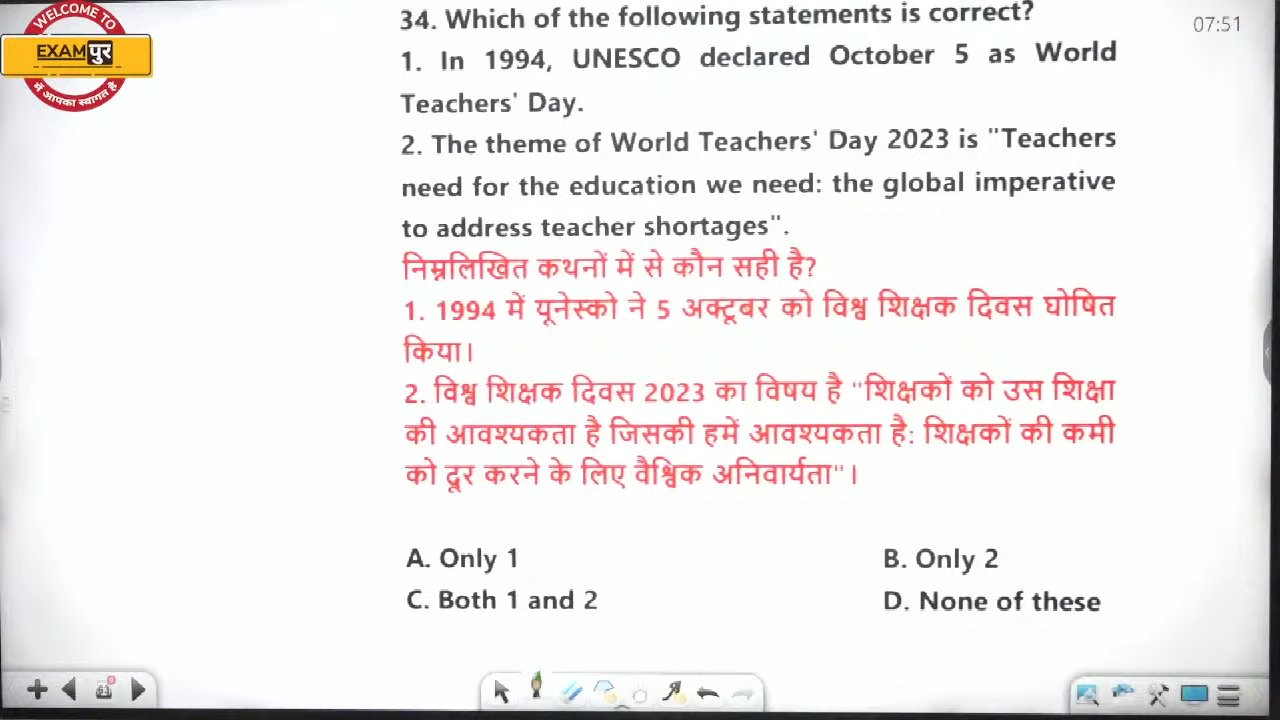 WELCOME TO
EXAMपुर
में आपका स्वागत है
07:51
34. Which of the following statements is correct?
1. In 1994, UNESCO declared October 5 as World
Teachers' Day.
2. The theme of World Teachers' Day 2023 is "Teachers
need for the education we need: the global imperative
to address teacher shortages".
निम्नलिखित कथनों में से कौन सही है?
1. 1994 में यूनेस्को ने 5 अक्टूबर को विश्व शिक्षक दिवस घोषित
किया।
2. विश्व शिक्षक दिवस 2023 का विषय है "शिक्षकों को उस शिक्षा
की आवश्यकता है जिसकी हमें आवश्यकता है: शिक्षकों की कमी
को दूर करने के लिए वैश्विक अनिवार्यता"।
A. Only 1
B. Only 2
C. Both 1 and 2
D. None of these
61